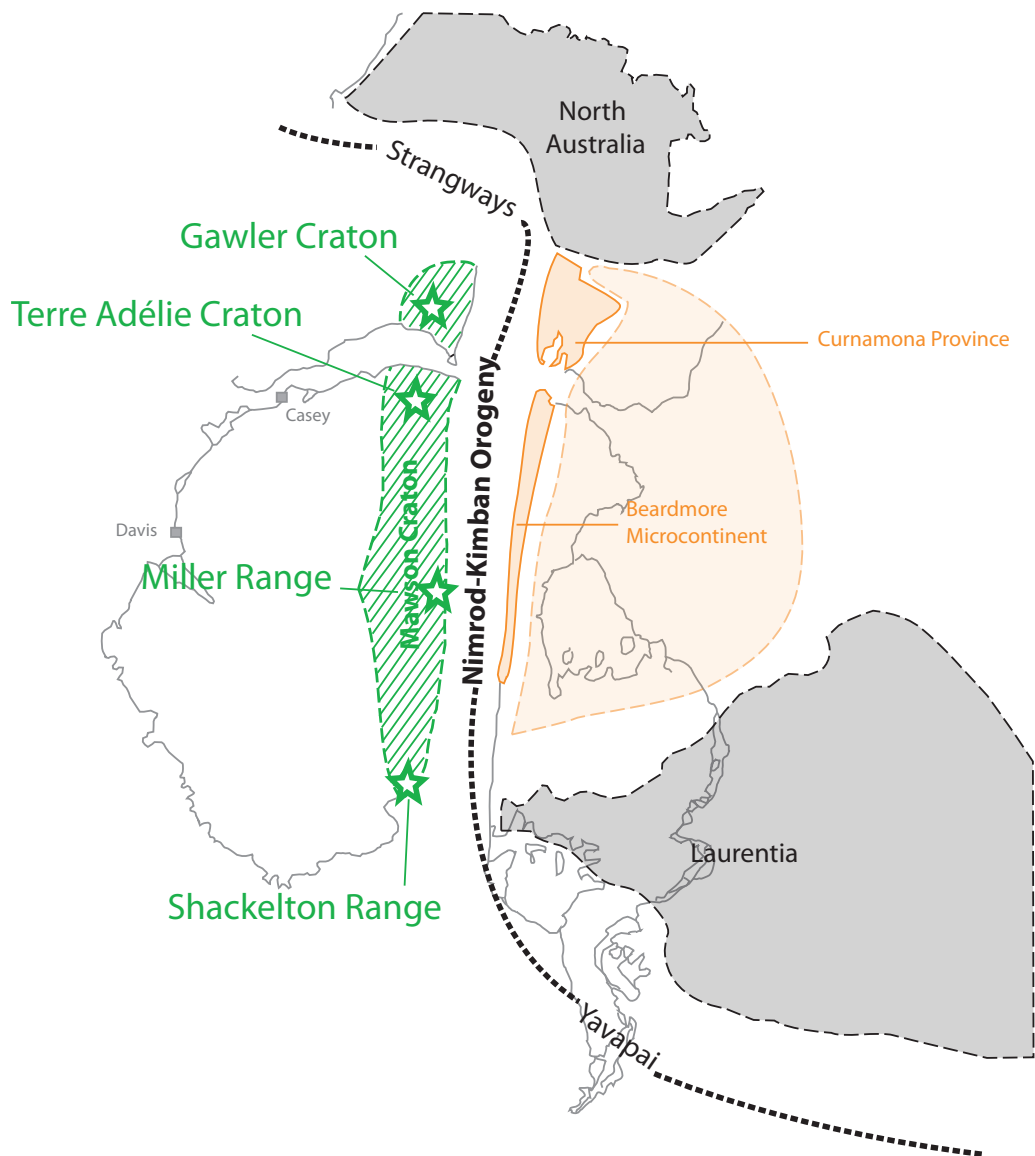 North
Australia
Strangways
Gawler Craton
Terre Adélie Craton
Curnamona Province
Casey
Nimrod-Kimban Orogeny
Mawson Craton
Beardmore
Microcontinent
Davis
Miller Range
Laurentia
Shackelton Range
Yavapai